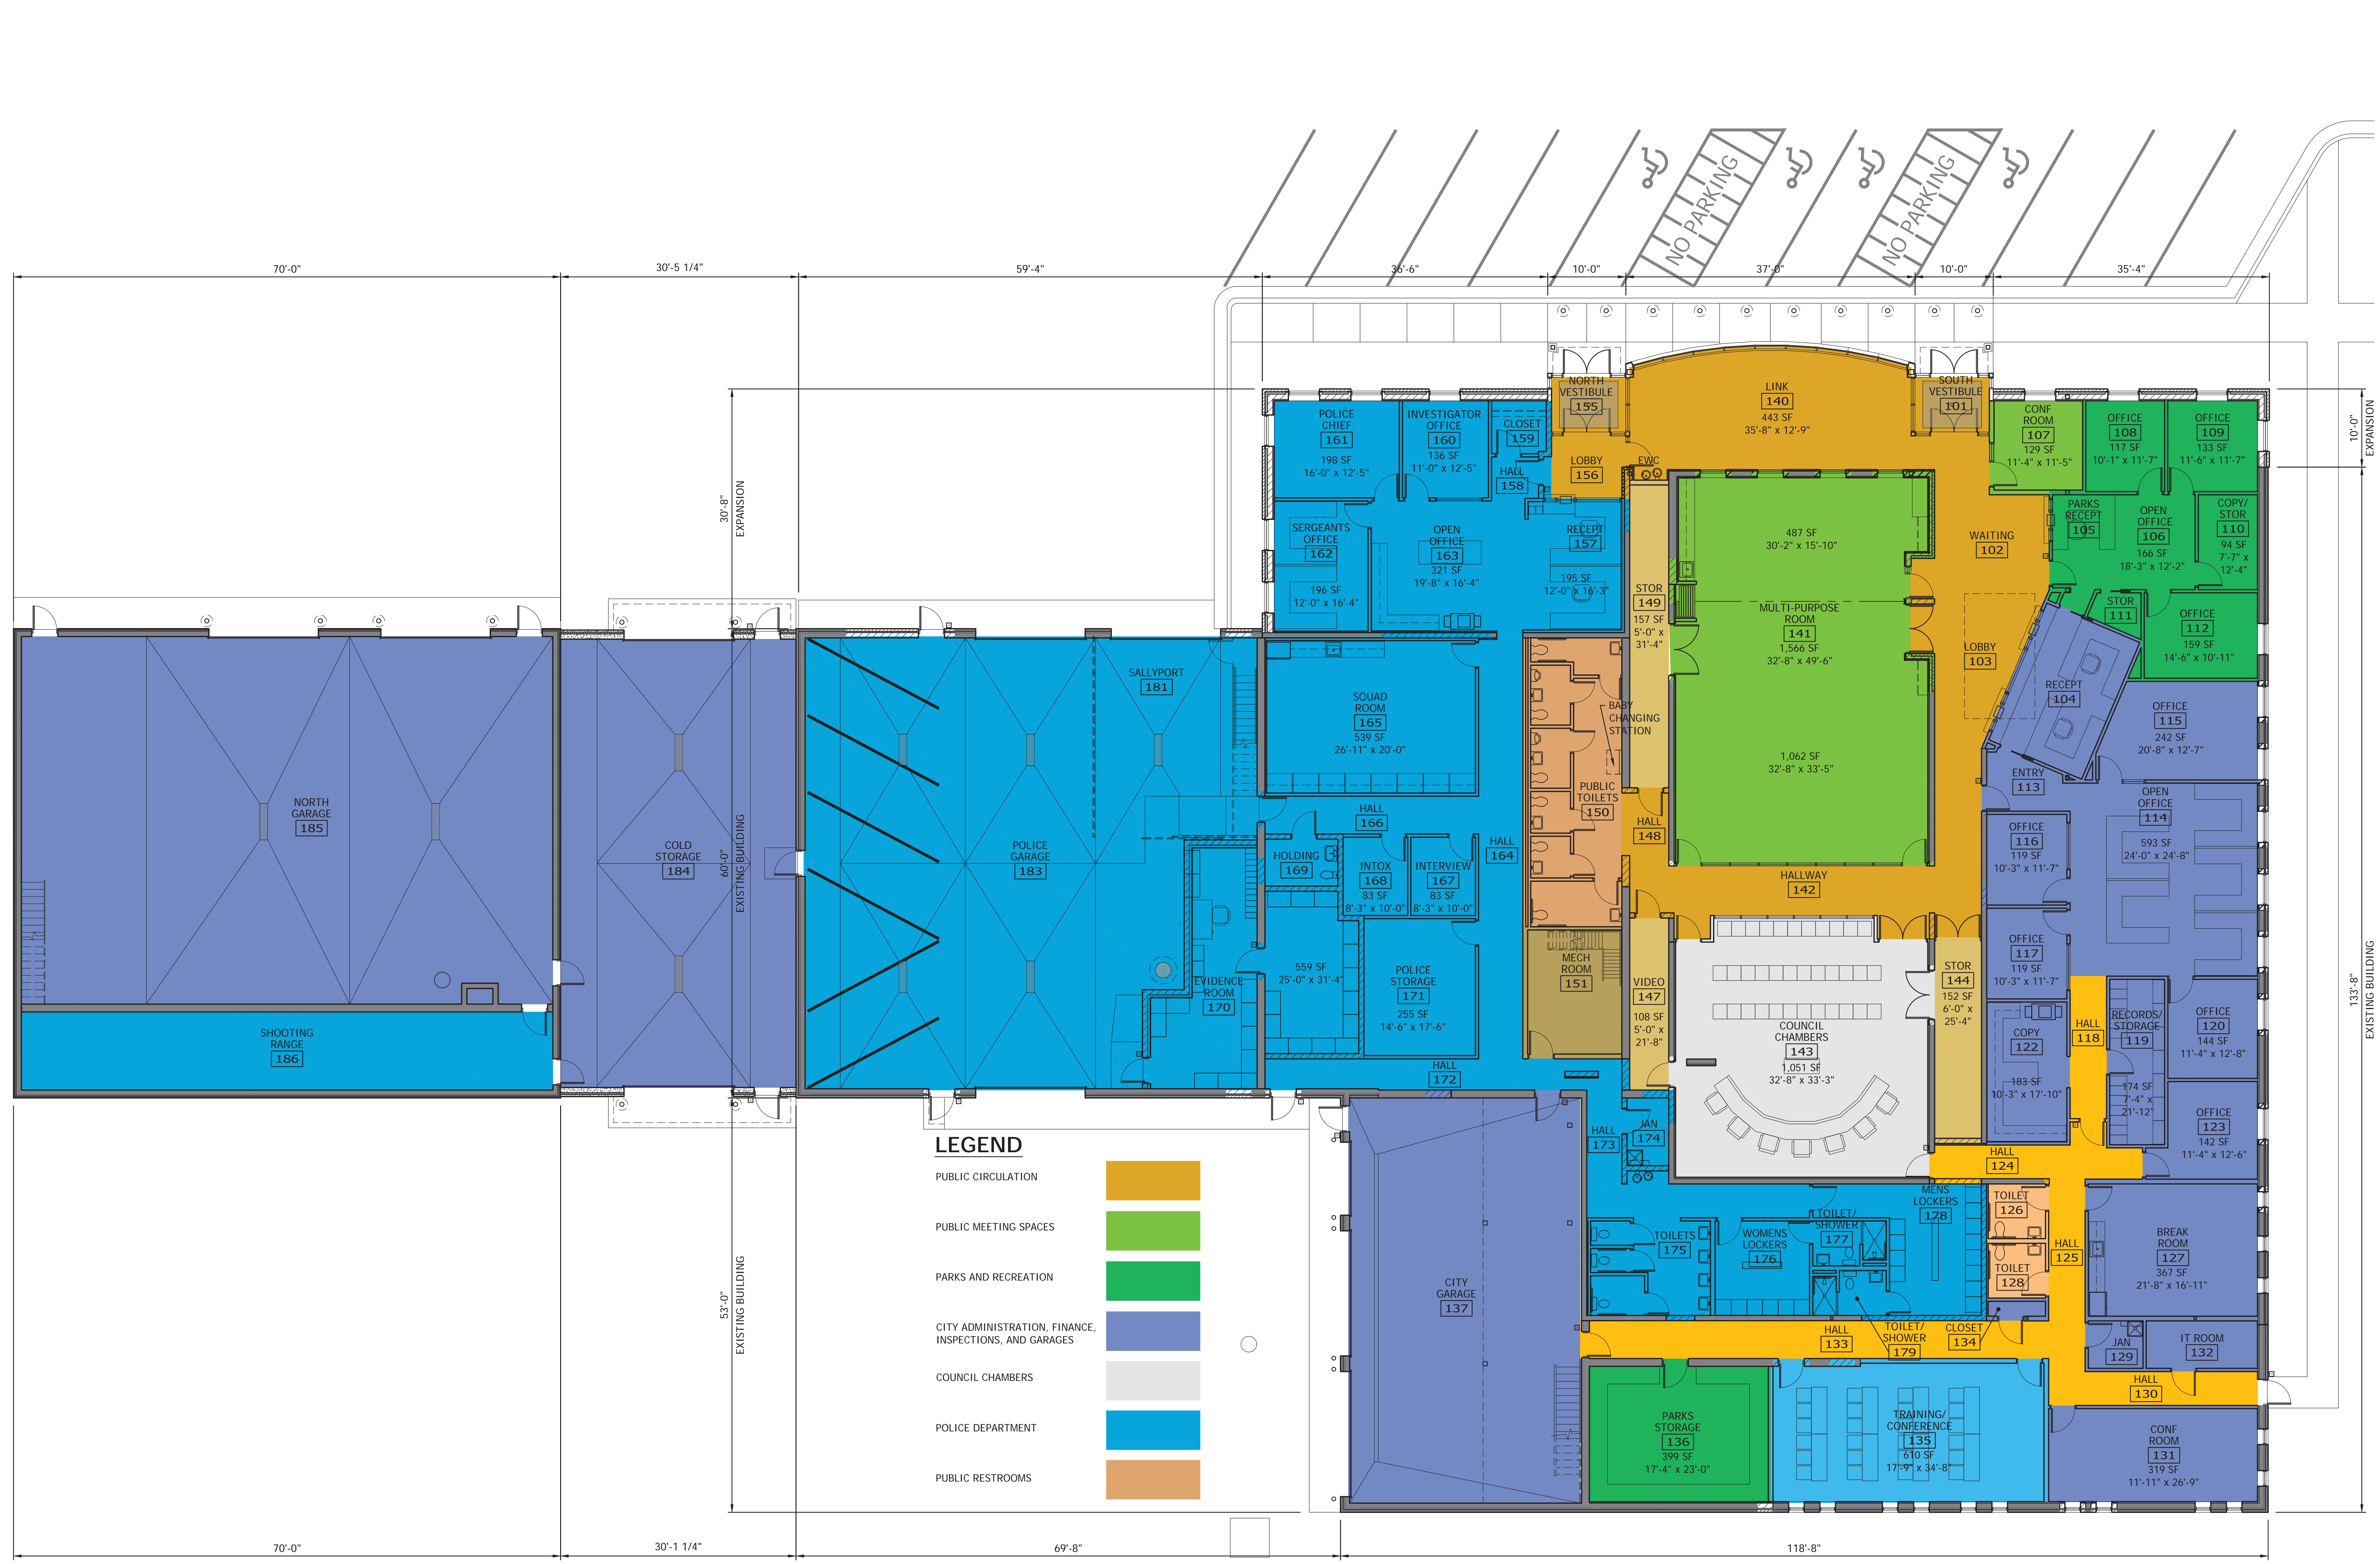 NO PARKING
NO PARKING
70'-0"
30'-5 1/4"
59'-4"
36'-6"
10'-0"
37'-0"
10'-0"
35'-4"
10'-0"
EXPANSION
30'-8"
EXPANSION
60'-0"
EXISTING BUILDING
53'-0"
EXISTING BUILDING
133'-8"
EXISTING BUILDING
NORTH
VESTIBULE
155
LINK
140
443 SF
35'-8" x 12'-9"
SOUTH
VESTIBULE
101
POLICE
CHIEF
161
198 SF
16'-0" x 12'-5"
INVESTIGATOR
OFFICE
160
136 SF
11'-0" x 12'-5"
CLOSET
159
HALL
158
LOBBY
156
EWC
CONF
ROOM
107
129 SF
11'-4" x 11'-5"
OFFICE
108
117 SF
10'-1" x 11'-7"
OFFICE
109
133 SF
11'-6" x 11'-7"
SERGEANTS
OFFICE
162
196 SF
12'-0" x 16'-4"
OPEN
OFFICE
163
321 SF
19'-8" x 16'-4"
RECEPT
157
195 SF
12'-0" x 16'-3"
487 SF
30'-2" x 15'-10"
WAITING
102
PARKS
RECEPT
105
OPEN
OFFICE
106
166 SF
18'-3" x 12'-2"
COPY/
STOR
110
94 SF
7'-7" x
12'-4"
STOR
149
157 SF
5'-0" x
31'-4"
MULTI-PURPOSE
ROOM
141
1,566 SF
32'-8" x 49'-6"
1,062 SF
32'-8" x 33'-5"
LOBBY
103
STOR
111
OFFICE
112
159 SF
14'-6" x 10'-11"
RECEPT
104
OFFICE
115
242 SF
20'-8" x 12'-7"
SALLYPORT
181
SQUAD
ROOM
165
539 SF
26'-11" x 20'-0"
BABY
CHANGING
STATION
PUBLIC
TOILETS
150
ENTRY
113
OPEN
OFFICE
114
593 SF
24'-0" x 24'-8"
NORTH
GARAGE
185
COLD
STORAGE
184
POLICE
GARAGE
183
HALL
166
HALL
164
HOLDING
169
INTOX
168
83 SF
8'-3" x 10'-0"
INTERVIEW
167
83 SF
8'-3" x 10'-0"
HALL
148
HALLWAY
142
OFFICE
116
119 SF
10'-3" x 11'-7"
OFFICE
117
119 SF
10'-3" x 11'-7"
EVIDENCE
ROOM
170
559 SF
25'-0" x 31'-4"
POLICE
STORAGE
171
255 SF
14'-6" x 17'-6"
MECH
ROOM
151
VIDEO
147
108 SF
5'-0" x
21'-8"
COUNCIL
CHAMBERS
143
1,051 SF
32'-8" x 33'-3"
STOR
144
152 SF
6'-0" x
25'-4"
COPY
122
183 SF
10'-3" x 17'-10"
HALL
118
RECORDS/
STORAGE
119
174 SF
7'-4" x
21'-12"
OFFICE
120
144 SF
11'-4" x 12'-8"
OFFICE
123
142 SF
11'-4" x 12'-6"
SHOOTING
RANGE
186
HALL
172
HALL
173
JAN
174
HALL
124
MENS
LOCKERS
178
TOILET
126
HALL
125
BREAK
ROOM
127
367 SF
21'-8" x 16'-11"
TOILETS
175
WOMENS
LOCKERS
176
TOILET/
SHOWER
177
TOILET
128
CITY
GARAGE
137
HALL
133
TOILET/
SHOWER
179
CLOSET
134
JAN
129
IT ROOM
132
HALL
130
PARKS
STORAGE
136
399 SF
17'-4" x 23'-0"
TRAINING/
CONFERENCE
135
610 SF
17'-9" x 34'-8"
CONF
ROOM
131
319 SF
11'-11" x 26'-9"
LEGEND
PUBLIC CIRCULATION
PUBLIC MEETING SPACES
PARKS AND RECREATION
CITY ADMINISTRATION, FINANCE,
INSPECTIONS, AND GARAGES
COUNCIL CHAMBERS
POLICE DEPARTMENT
PUBLIC RESTROOMS
70'-0"
30'-1 1/4"
69'-8"
118'-8"